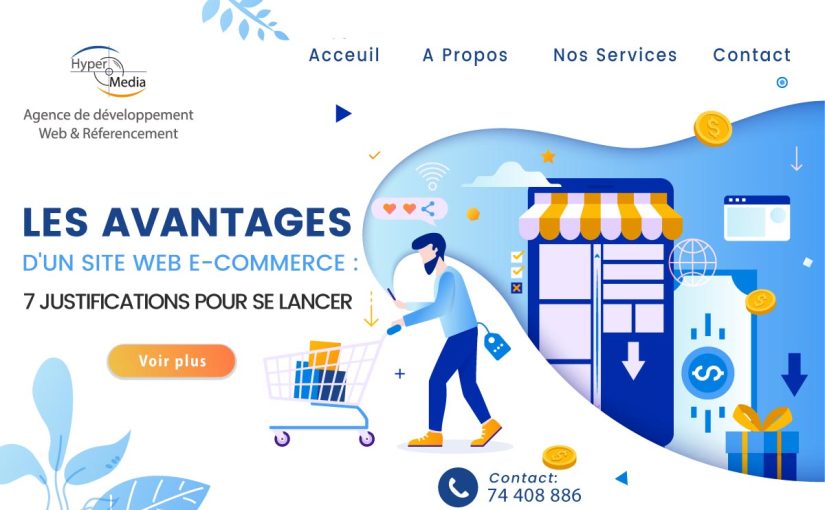 Hyper
Media
Agence de développement
Web & Réferencement
Acceuil A Propos Nos Services Contact
LES AVANTAGES
D'UN SITE WEB E-COMMERCE :
7 JUSTIFICATIONS POUR SE LANCER
Voir plus
Contact:
74 408 886